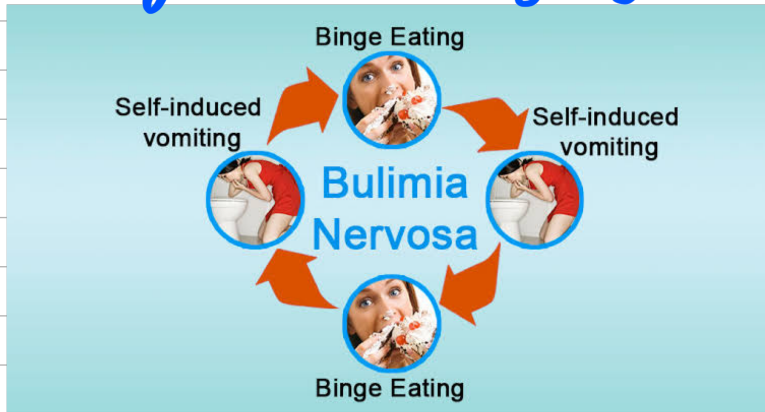 Binge Eating
Self-induced
vomiting
Self-induced
vomiting
Bulimia
Nervosa
Binge Eating